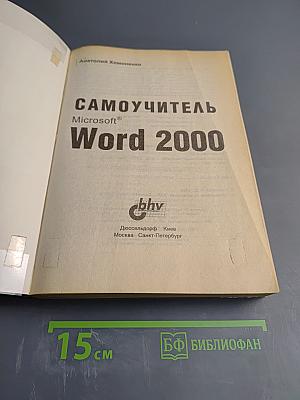 Анатолий Хомоненко
САМОУЧИТЕЛЬ
Microsoft®
Word 2000
bhv
Дюссельдорф Киев
Москва Санкт-Петербург
15 см
БФ БИБЛИОФАН